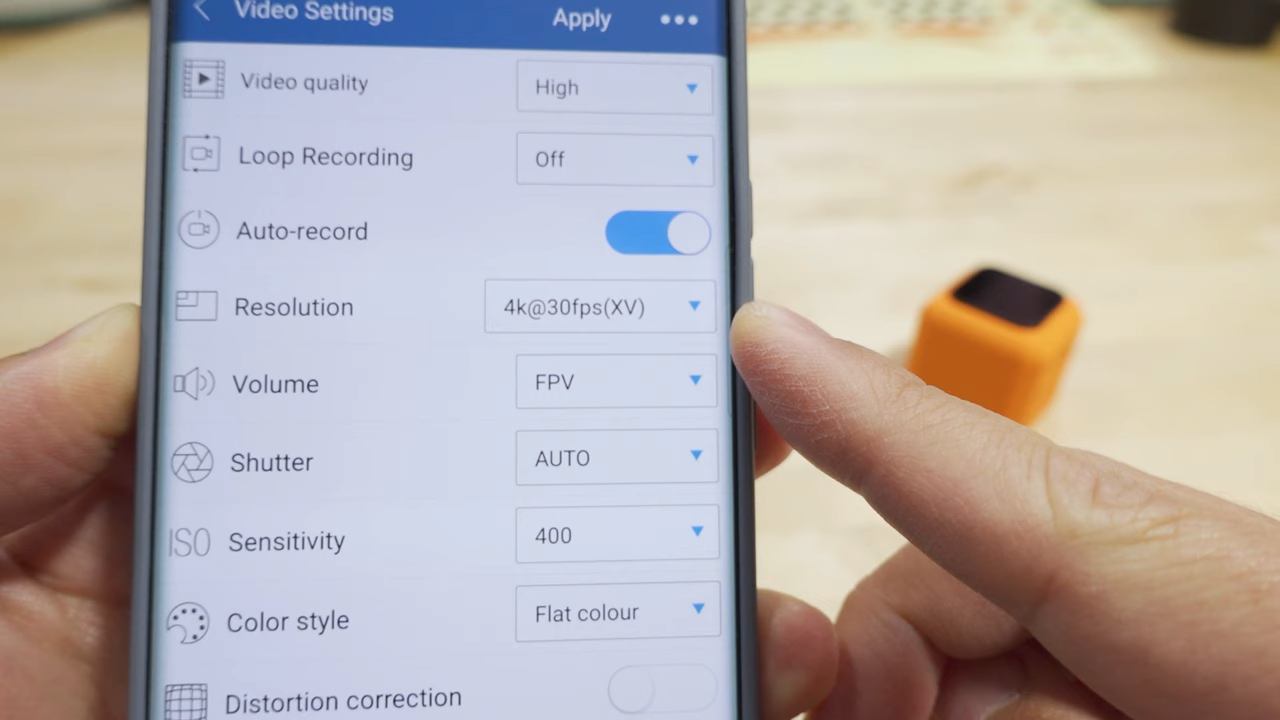 Video Settings Apply
Video quality High
Loop Recording Off
Auto-record
Resolution 4k@30fps(XV)
Volume FPV
Shutter AUTO
ISO Sensitivity 400
Color style Flat colour
Distortion correction